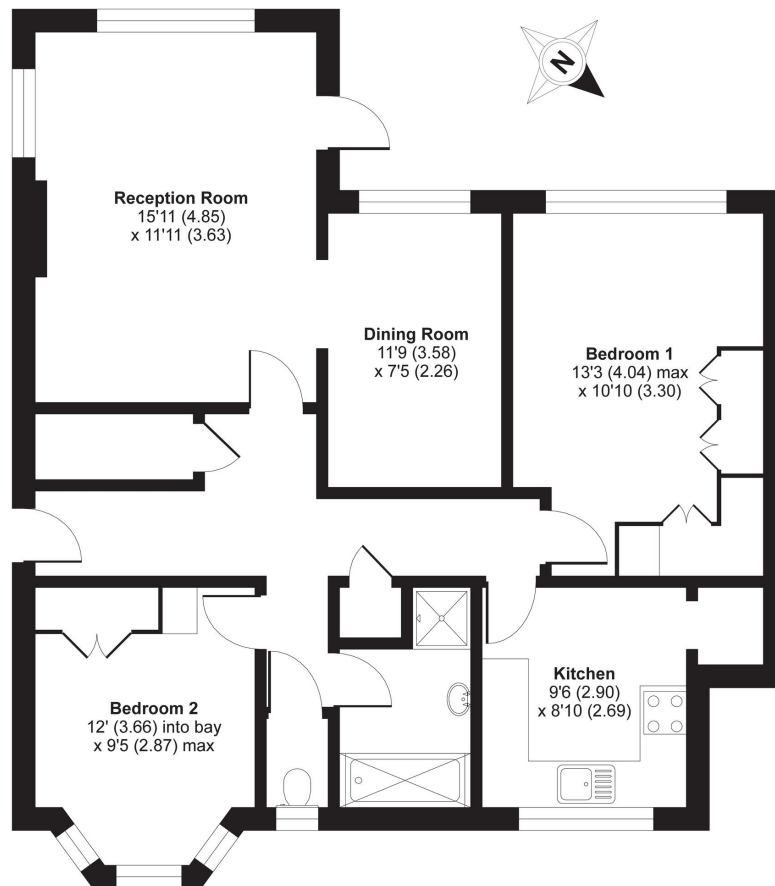 N
Reception Room
15'11 (4.85)
x 11'11 (3.63)
Dining Room
11'9 (3.58)
x 7'5 (2.26)
Bedroom 1
13'3 (4.04) max
x 10'10 (3.30)
Bedroom 2
12' (3.66) into bay
x 9'5 (2.87) max
Kitchen
9'6 (2.90)
x 8'10 (2.69)